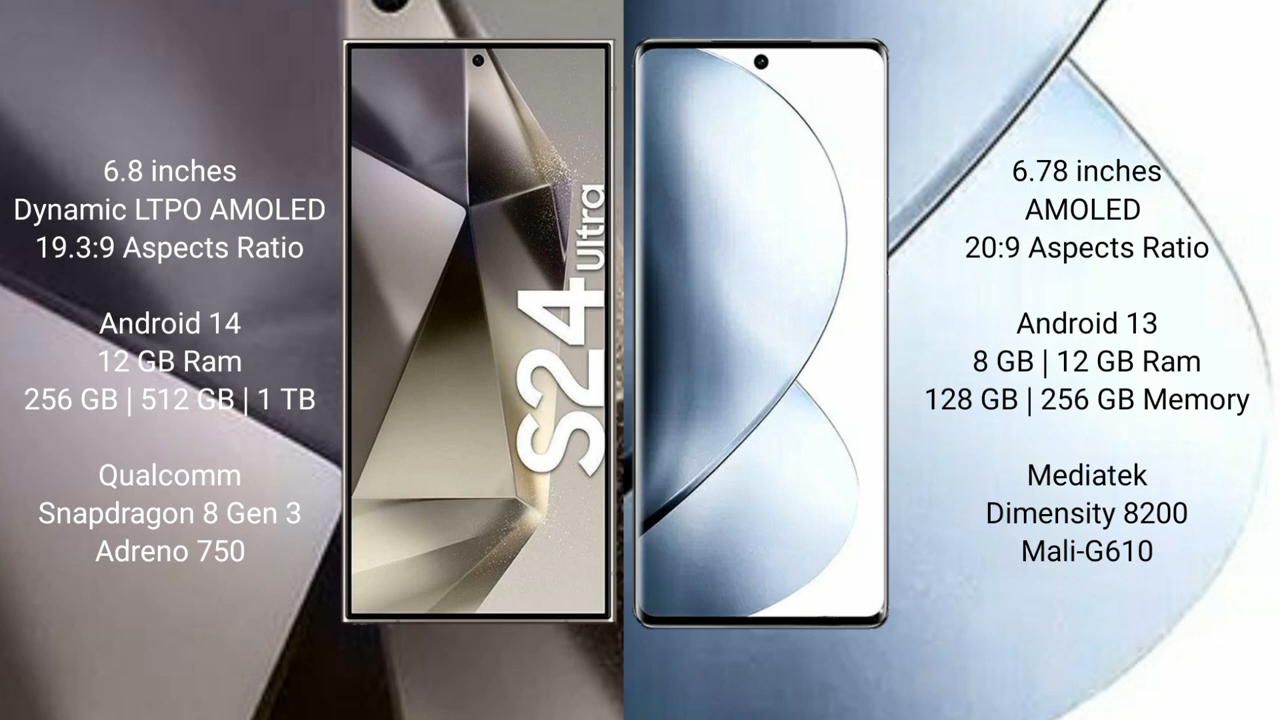 6.8 inches
Dynamic LTPO AMOLED
19.3:9 Aspects Ratio
Android 14
12 GB Ram
256 GB | 512 GB | 1 TB
Qualcomm
Snapdragon 8 Gen 3
Adreno 750
S24 ultra
6.78 inches
AMOLED
20:9 Aspects Ratio
Android 13
8 GB | 12 GB Ram
128 GB | 256 GB Memory
Mediatek
Dimensity 8200
Mali-G610